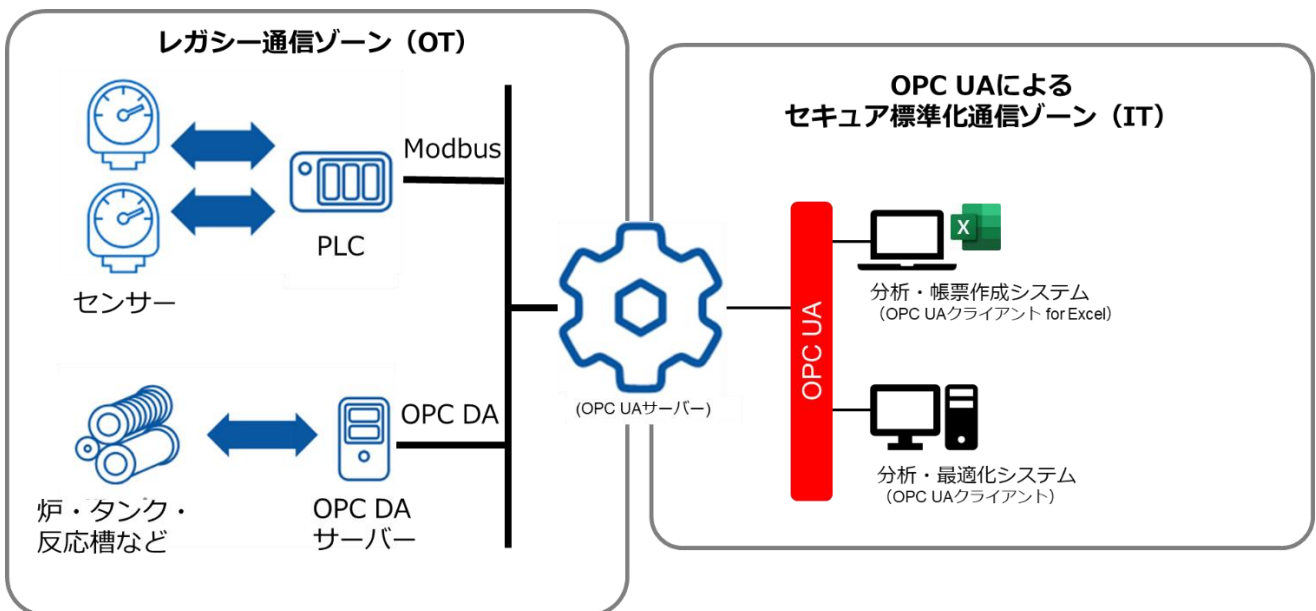 レガシー通信ゾーン（OT）
Modbus
PLC
センサー
OPC DA
炉・タンク・
反応槽など
OPC DA
サーバー
(OPC UAサーバー)
OPC UAによる
セキュア標準化通信ゾーン（IT）
OPC UA
X
分析・帳票作成システム
（OPC UAクライアント for Excel）
分析・最適化システム
（OPC UAクライアント）